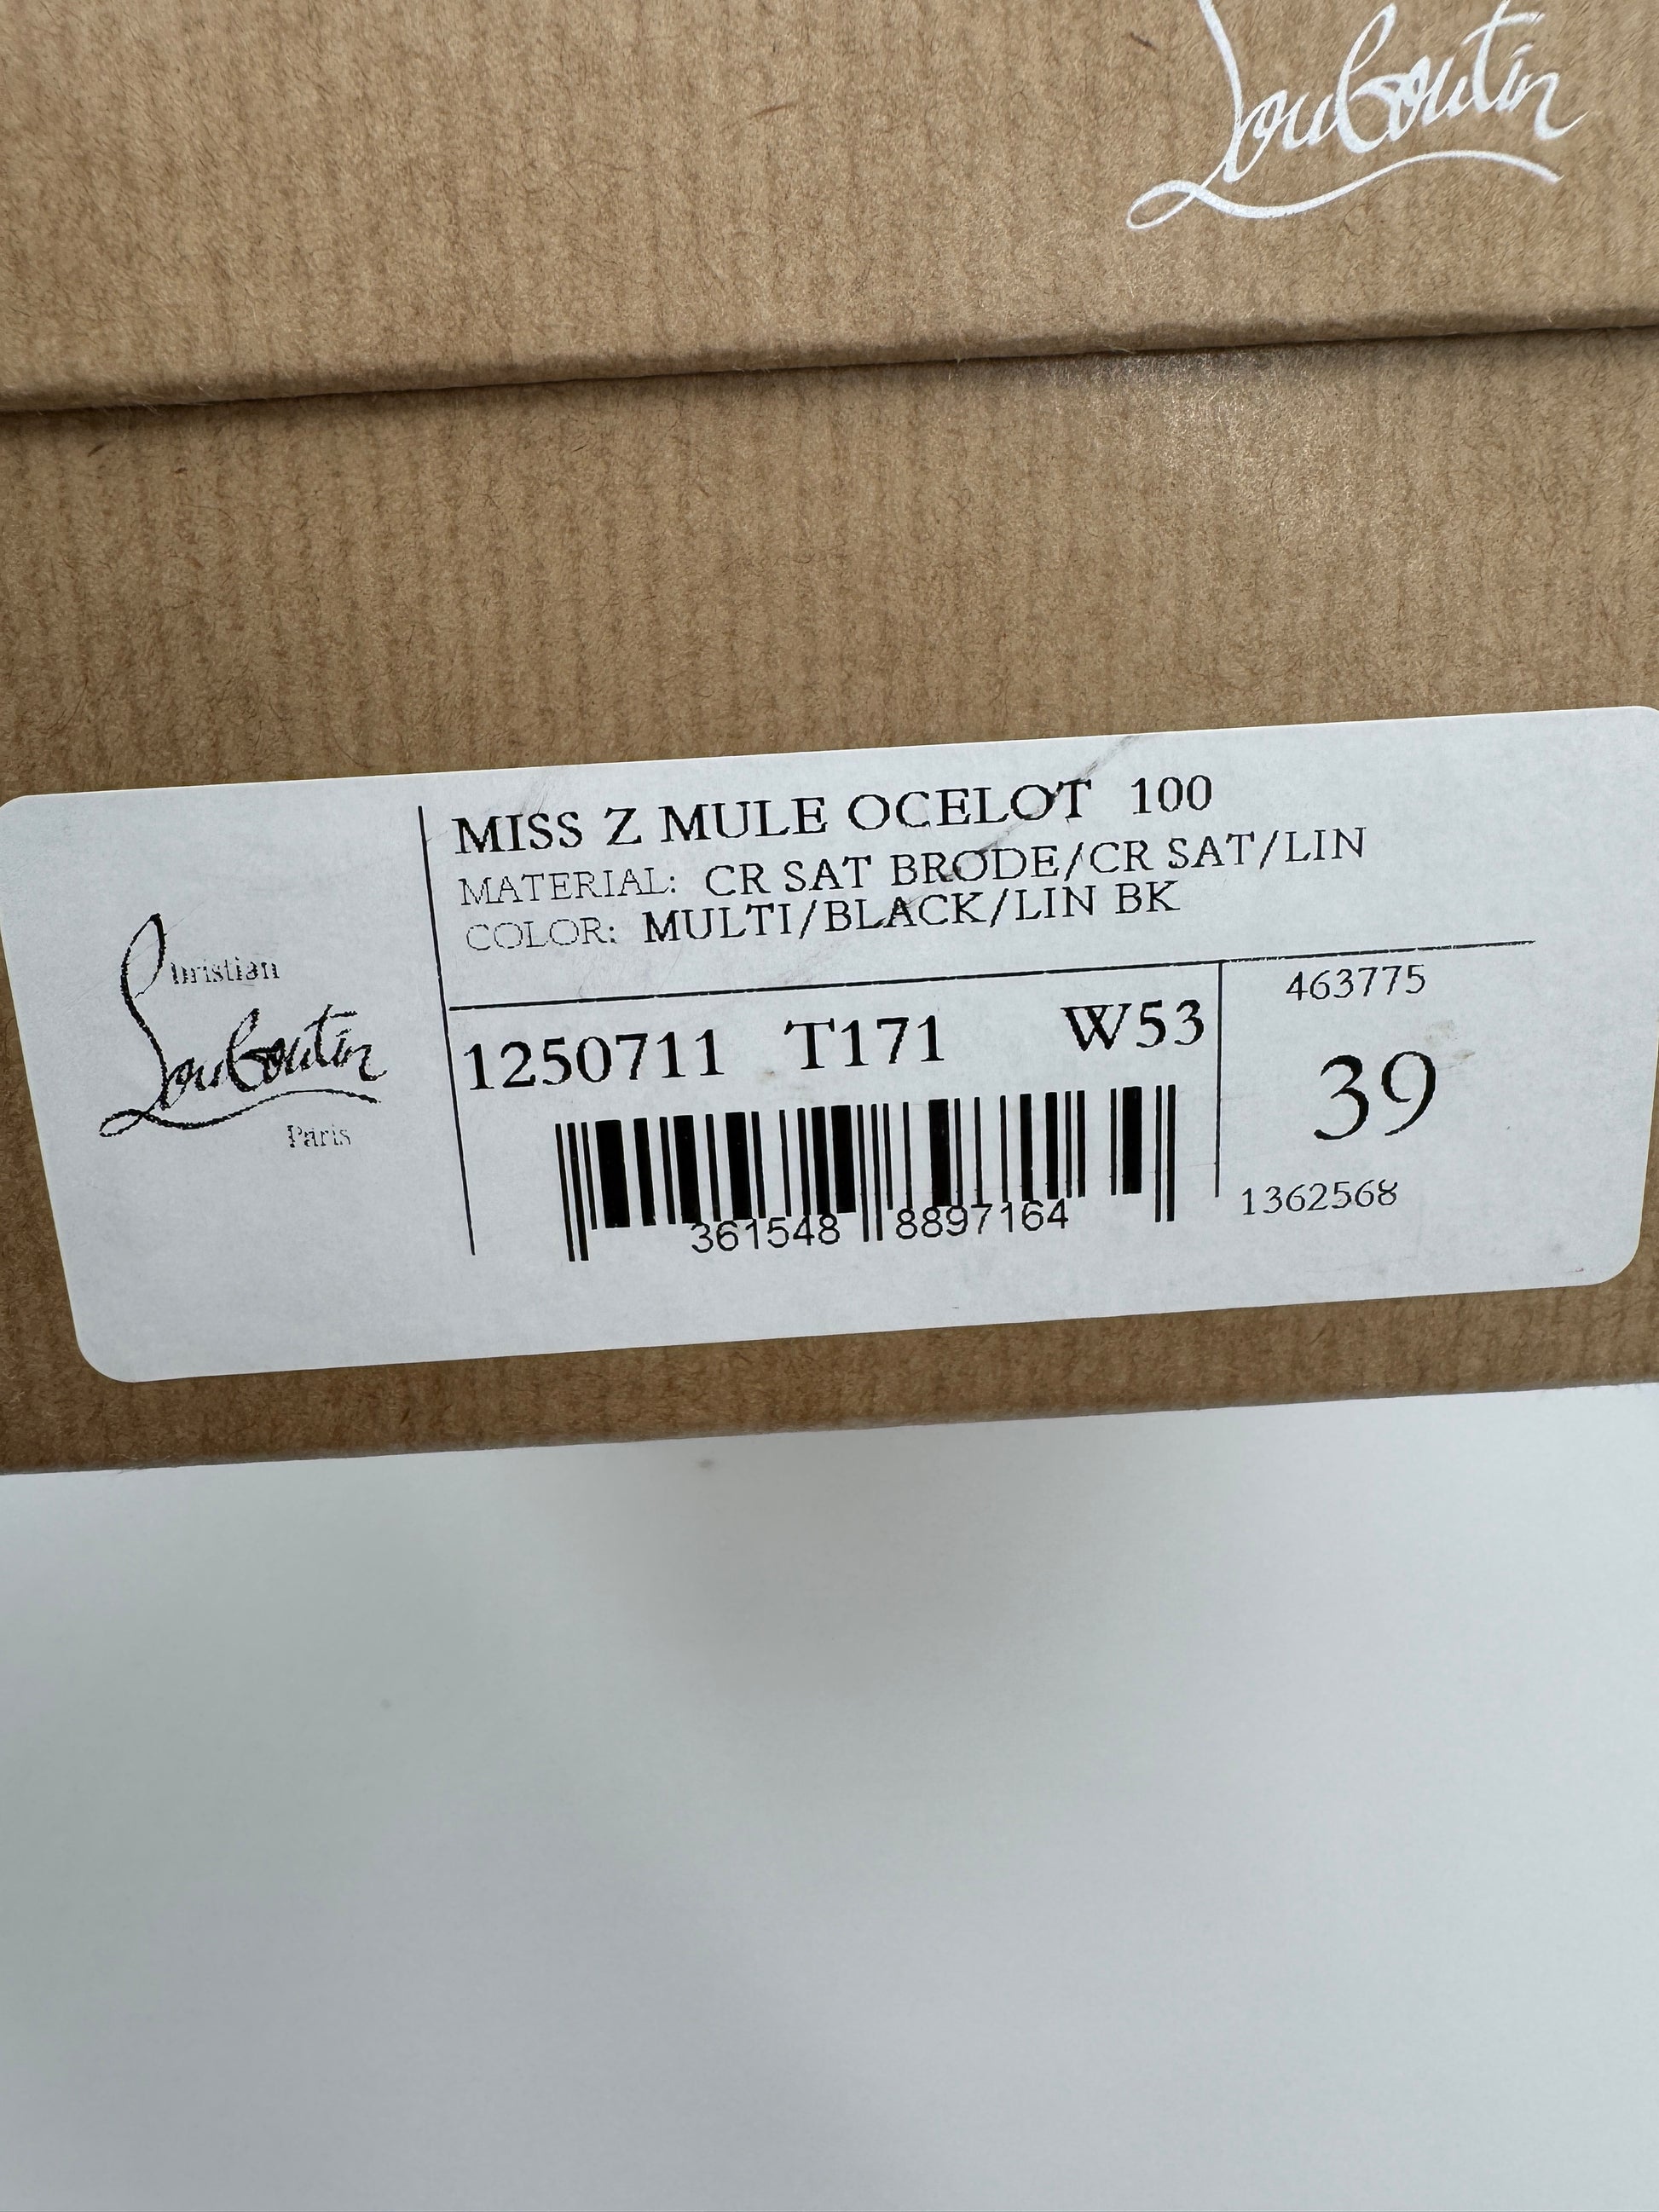 Louboutin
MISS Z MULE OCELOT 100
MATERIAL: CR SAT BRODE/CR SAT/LIN
COLOR: MULTI/BLACK/LIN BK
Christian
Louboutin
Paris
1250711 T171 W53
463775
39
361548 8897164
1362568